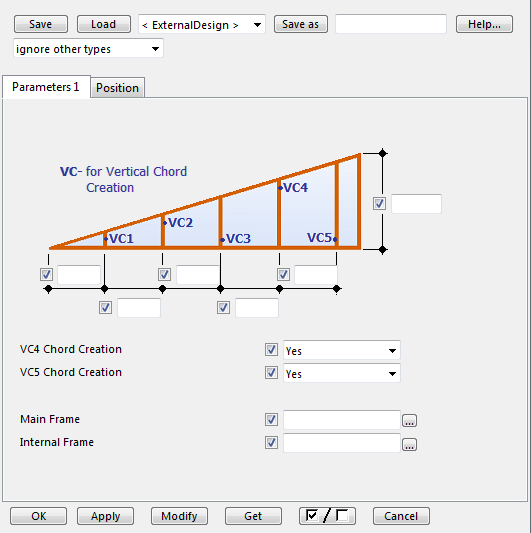 Save Load < ExternalDesign > Save as Help...
ignore other types
Parameters 1 Position
VC- for Vertical Chord
Creation
VC4
VC2
VC1 VC3 VC5
VC4 Chord Creation Yes
VC5 Chord Creation Yes
Main Frame ...
Internal Frame ...
OK Apply Modify Get / Cancel